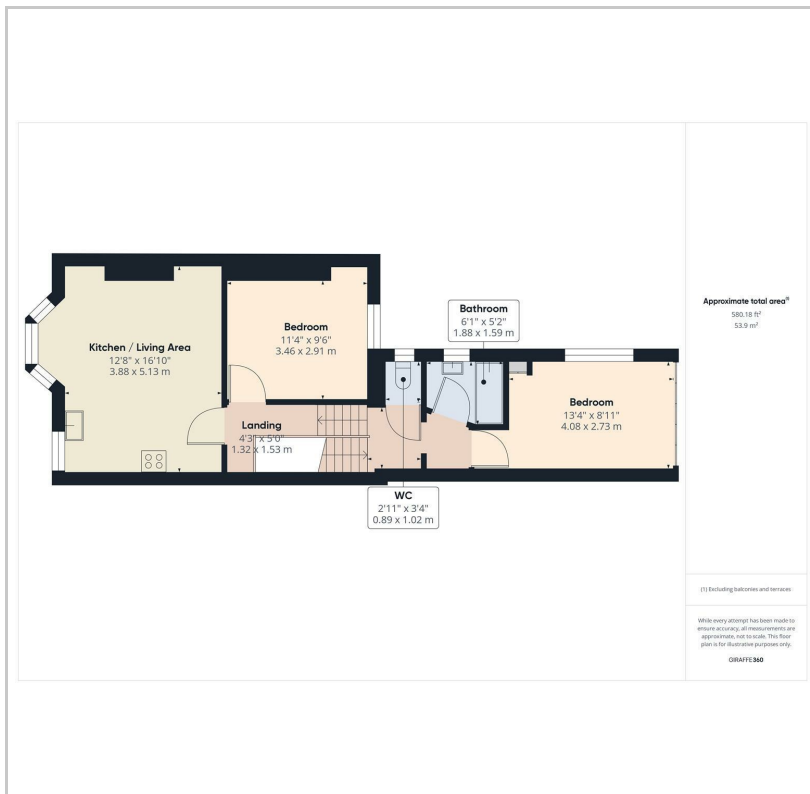 Kitchen / Living Area
12'8" x 16'10"
3.88 x 5.13 m
Bedroom
11'4" x 9'6"
3.46 x 2.91 m
Landing
4'3" x 5'0"
1.32 x 1.53 m
WC
2'11" x 3'4"
0.89 x 1.02 m
Bathroom
6'1" x 5'2"
1.88 x 1.59 m
Bedroom
13'4" x 8'11"
4.08 x 2.73 m
Approximate total area⁽¹⁾
580.18 ft²
53.9 m²
(1) Excluding balconies and terraces
While every attempt has been made to
ensure accuracy, all measurements are
approximate, not to scale. This floor
plan is for illustrative purposes only.
GIRAFFE360